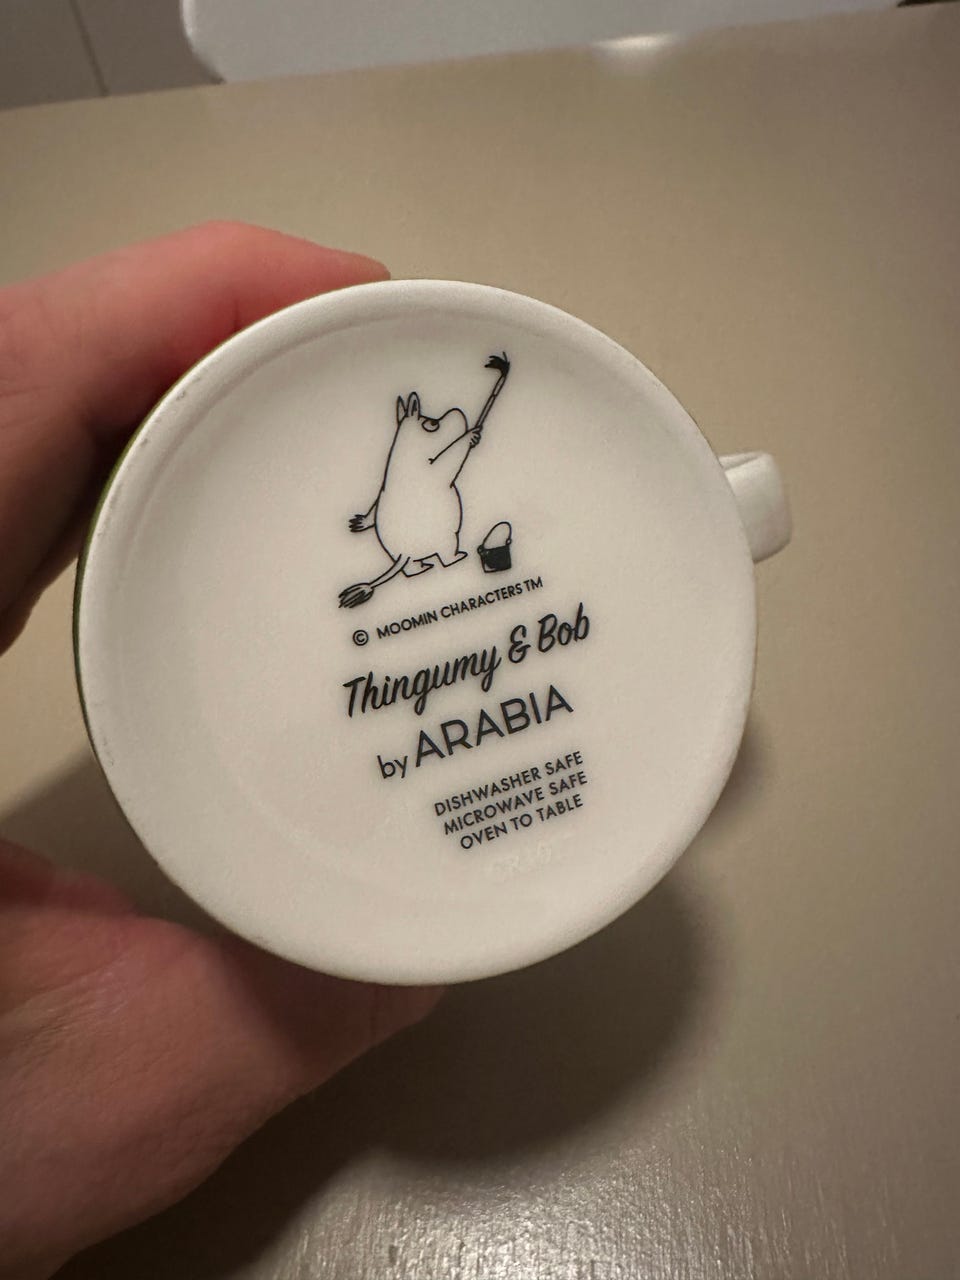 © MOOMIN CHARACTERS TM
Thingumy & Bob
by ARABIA
DISHWASHER SAFE
MICROWAVE SAFE
OVEN TO TABLE